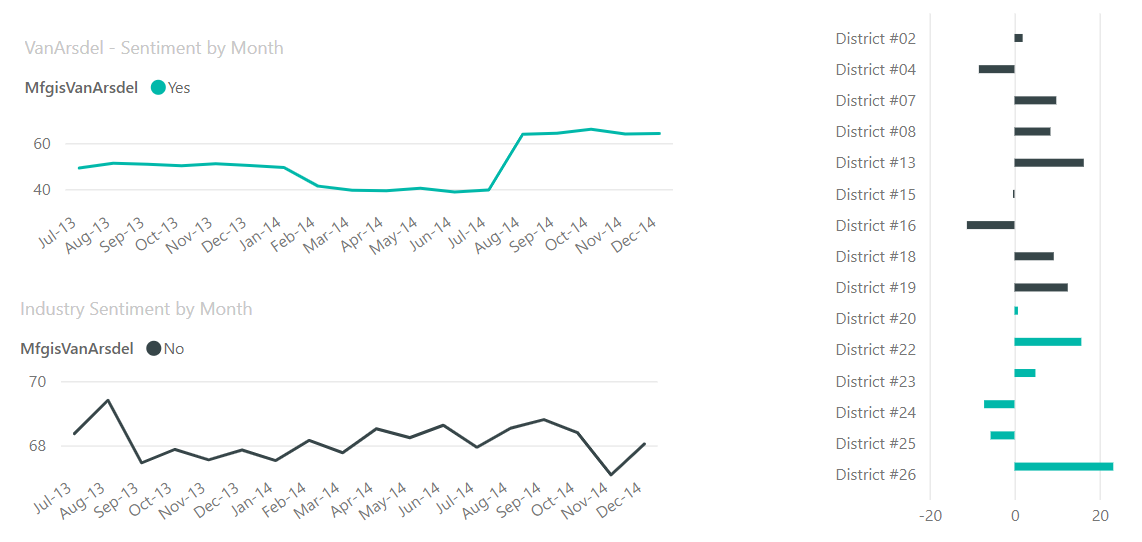 VanArsdel - Sentiment by Month
MfgisVanArsdel Yes
60
40
Jul-13 Aug-13 Sep-13 Oct-13 Nov-13 Dec-13 Jan-14 Feb-14 Mar-14 Apr-14 May-14 Jun-14 Jul-14 Aug-14 Sep-14 Oct-14 Nov-14 Dec-14
Industry Sentiment by Month
MfgisVanArsdel No
70
68
Jul-13 Aug-13 Sep-13 Oct-13 Nov-13 Dec-13 Jan-14 Feb-14 Mar-14 Apr-14 May-14 Jun-14 Jul-14 Aug-14 Sep-14 Oct-14 Nov-14 Dec-14
District #02
District #04
District #07
District #08
District #13
District #15
District #16
District #18
District #19
District #20
District #22
District #23
District #24
District #25
District #26
-20 0 20